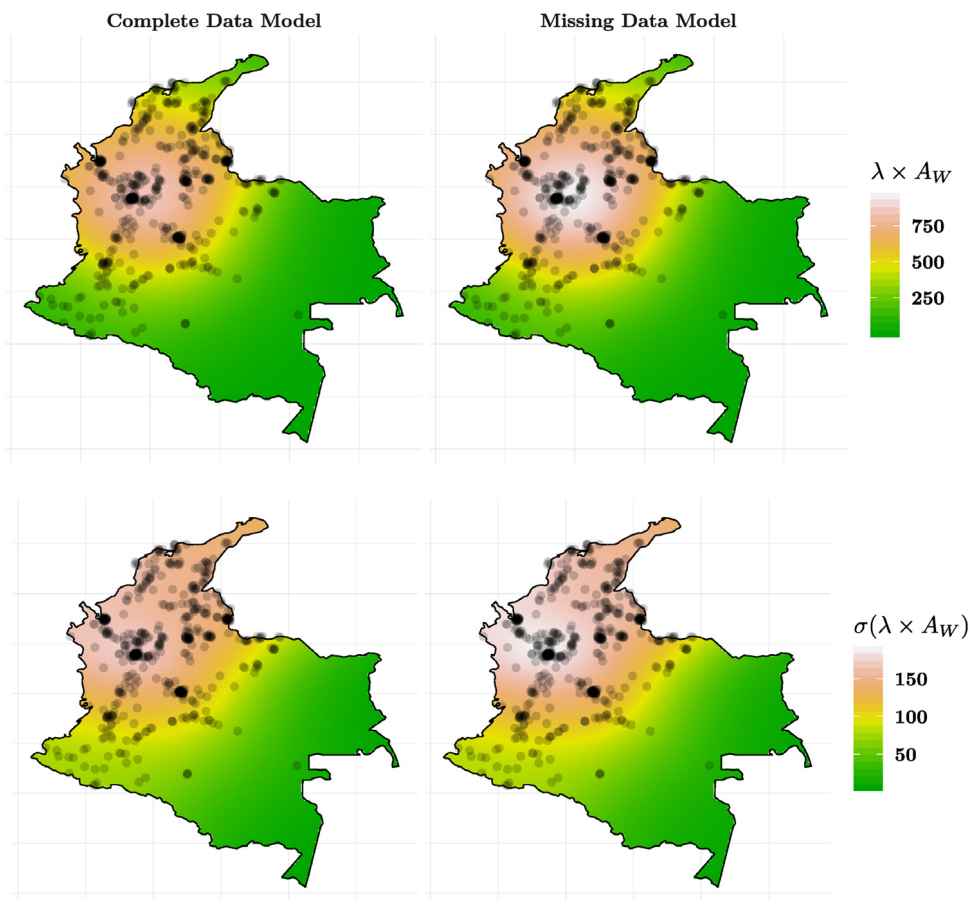 Complete Data Model
Missing Data Model
λ × A_W
750
500
250
σ(λ × A_W)
150
100
50